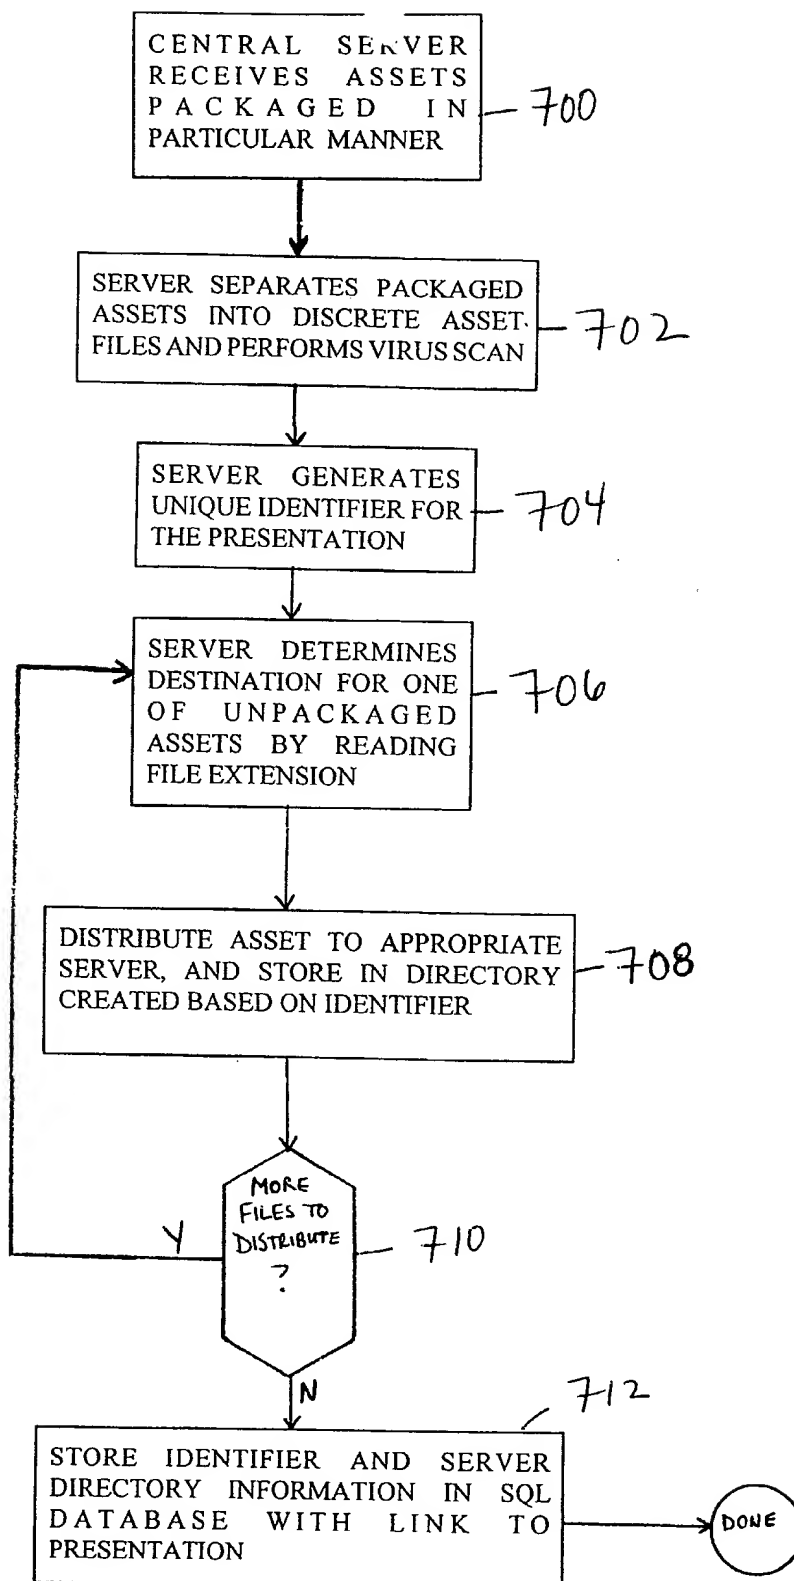 CENTRAL SERVER
RECEIVES ASSETS
PACKAGED IN
PARTICULAR MANNER
700
SERVER SEPARATES PACKAGED
ASSETS INTO DISCRETE ASSET
FILES AND PERFORMS VIRUS SCAN
702
SERVER GENERATES
UNIQUE IDENTIFIER FOR
THE PRESENTATION
704
SERVER DETERMINES
DESTINATION FOR ONE
OF UNPACKAGED
ASSETS BY READING
FILE EXTENSION
706
DISTRIBUTE ASSET TO APPROPRIATE
SERVER, AND STORE IN DIRECTORY
CREATED BASED ON IDENTIFIER
708
MORE
FILES TO
DISTRIBUTE
?
Y
710
N
712
STORE IDENTIFIER AND SERVER
DIRECTORY INFORMATION IN SQL
DATABASE WITH LINK TO
PRESENTATION
DONE